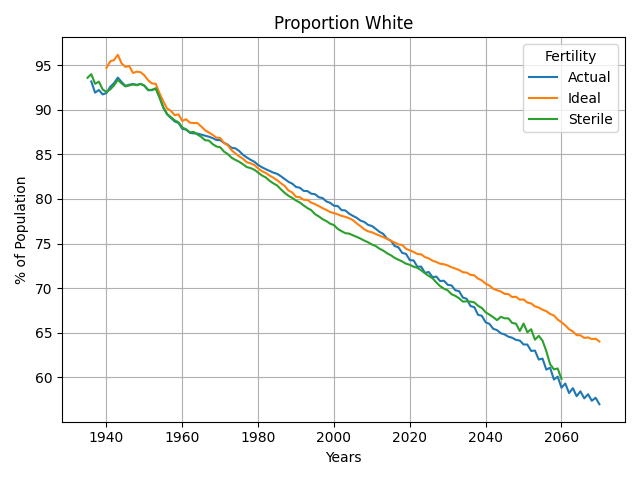 Proportion White
Fertility
Actual
Ideal
Sterile
% of Population
95
90
85
80
75
70
65
60
1940 1960 1980 2000 2020 2040 2060
Years